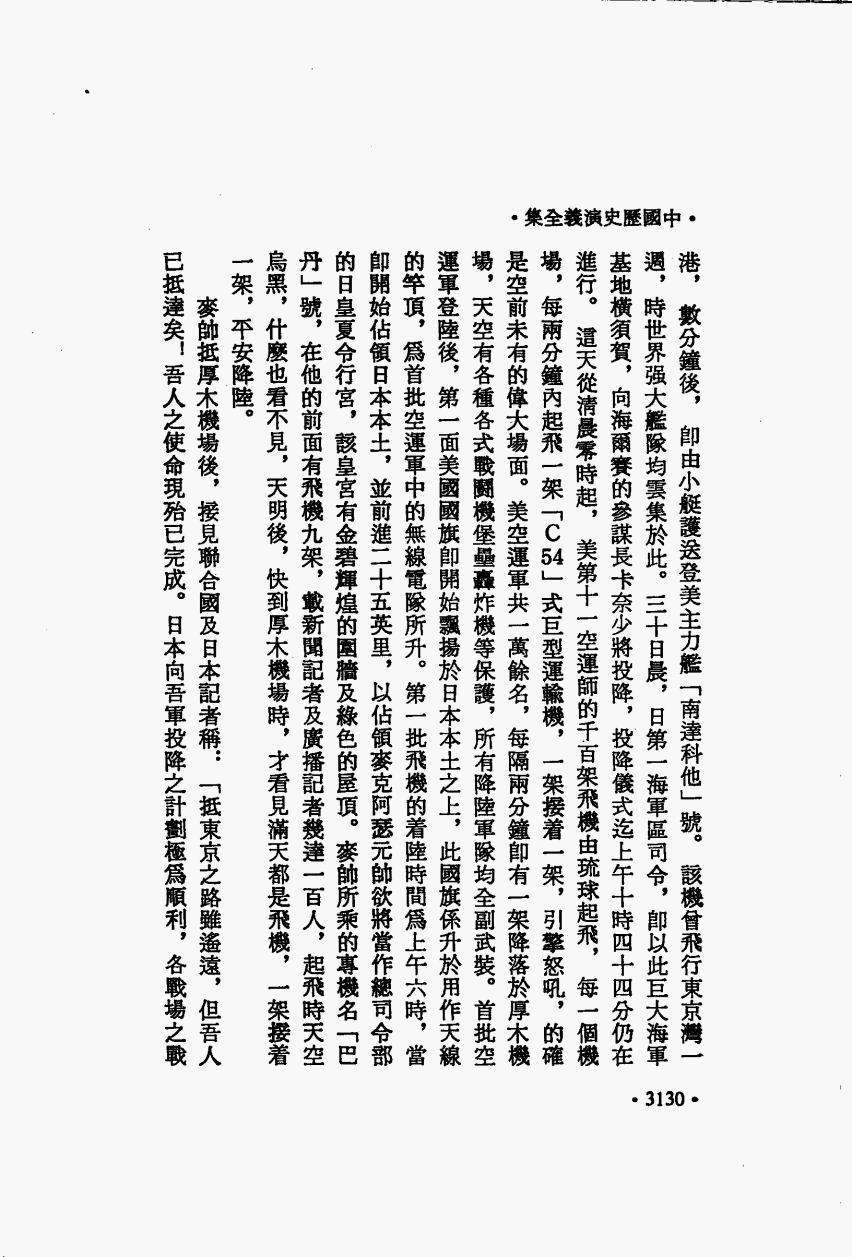 •中國歷史演義全集•
港，數分鐘後，卽由小艇護送登美主力艦「南達科他」號。該機曾飛行東京灣一
週，時世界强大艦隊均雲集於此。三十日晨，日第一海軍區司令，卽以此巨大海軍
基地橫須賀，向海爾賽的參謀長卡奈少將投降，投降儀式迄上午十時四十四分仍在
進行。這天從淸晨零時起，美第十一空運師的千百架飛機由琉球起飛，每一個機
場，每兩分鐘內起飛一架「C54」式巨型運輸機，一架接着一架，引擎怒吼，的確
是空前未有的偉大場面。美空運軍共一萬餘名，每隔兩分鐘卽有一架降落於厚木機
場，天空有各種各式戰鬪機堡壘轟炸機等保護，所有降陸軍隊均全副武裝。首批空
運軍登陸後，第一面美國國旗卽開始飄揚於日本本土之上，此國旗係升於用作天線
的竿頂，爲首批空運軍中的無線電隊所升。第一批飛機的着陸時間爲上午六時，當
卽開始佔領日本本土，並前進二十五英里，以佔領麥克阿瑟元帥欲將當作總司令部
的日皇夏令行宮，該皇宮有金碧輝煌的圍牆及綠色的屋頂。麥帥所乘的專機名「巴
丹」號，在他的前面有飛機九架，載新聞記者及廣播記者幾達一百人，起飛時天空
烏黑，什麼也看不見，天明後，快到厚木機場時，才看見滿天都是飛機，一架接着
一架，平安降陸。
麥帥抵厚木機場後，接見聯合國及日本記者稱：「抵東京之路雖遙遠，但吾人
已抵達矣！吾人之使命現殆已完成。日本向吾軍投降之計劃極爲順利，各戰場之戰
•3130•